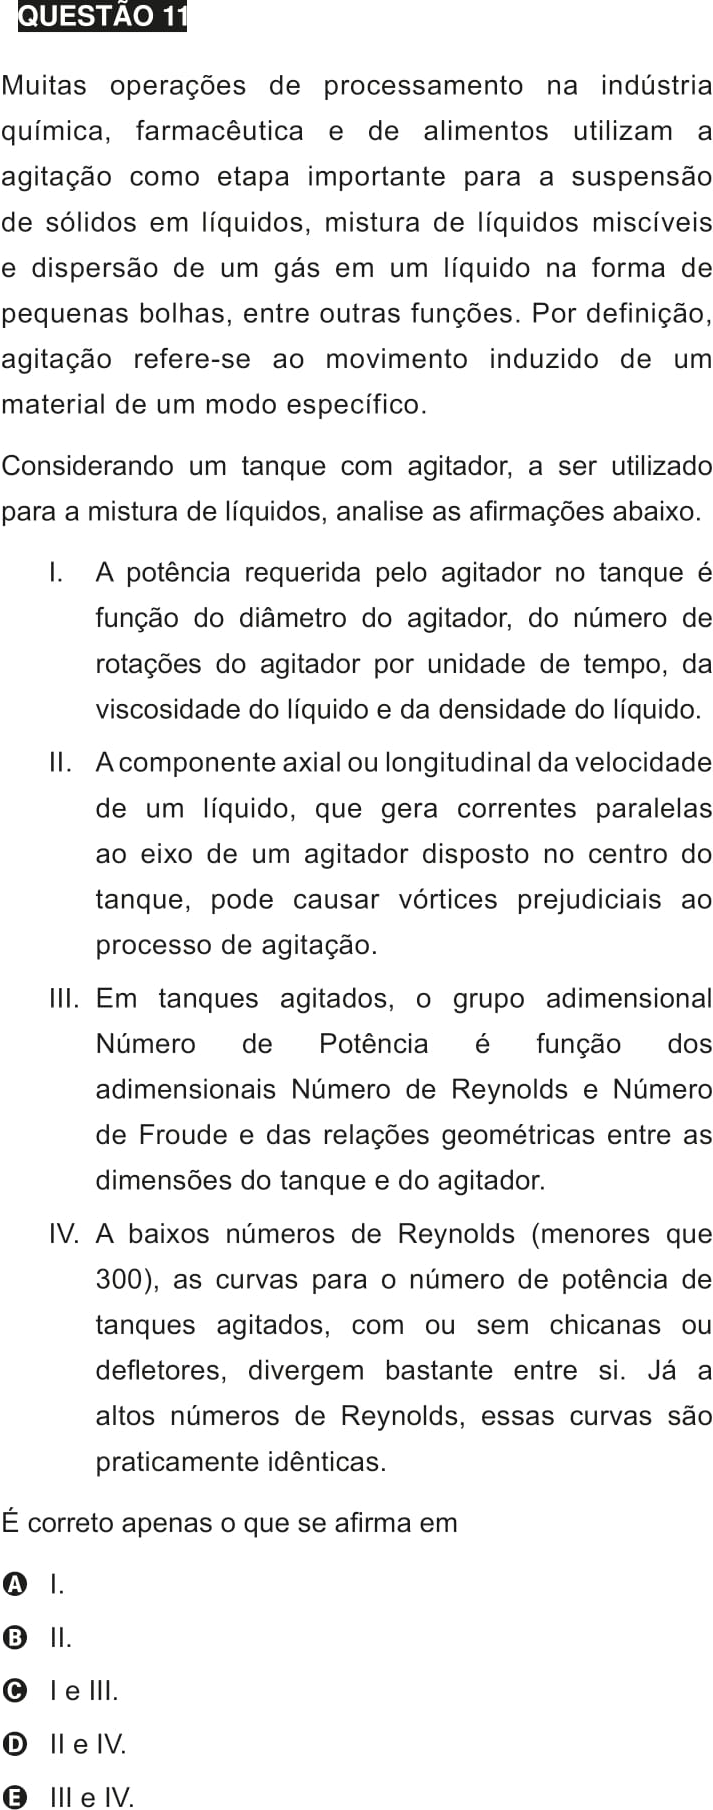 QUESTÃO 11
Muitas operações de processamento na indústria
química, farmacêutica e de alimentos utilizam a
agitação como etapa importante para a suspensão
de sólidos em líquidos, mistura de líquidos miscíveis
e dispersão de um gás em um líquido na forma de
pequenas bolhas, entre outras funções. Por definição,
agitação refere-se ao movimento induzido de um
material de um modo específico.
Considerando um tanque com agitador, a ser utilizado
para a mistura de líquidos, analise as afirmações abaixo.
I. A potência requerida pelo agitador no tanque é
função do diâmetro do agitador, do número de
rotações do agitador por unidade de tempo, da
viscosidade do líquido e da densidade do líquido.
II. A componente axial ou longitudinal da velocidade
de um líquido, que gera correntes paralelas
ao eixo de um agitador disposto no centro do
tanque, pode causar vórtices prejudiciais ao
processo de agitação.
III. Em tanques agitados, o grupo adimensional
Número de Potência é função dos
adimensionais Número de Reynolds e Número
de Froude e das relações geométricas entre as
dimensões do tanque e do agitador.
IV. A baixos números de Reynolds (menores que
300), as curvas para o número de potência de
tanques agitados, com ou sem chicanas ou
defletores, divergem bastante entre si. Já a
altos números de Reynolds, essas curvas são
praticamente idênticas.
É correto apenas o que se afirma em
A I.
B II.
C I e III.
D II e IV.
E III e IV.